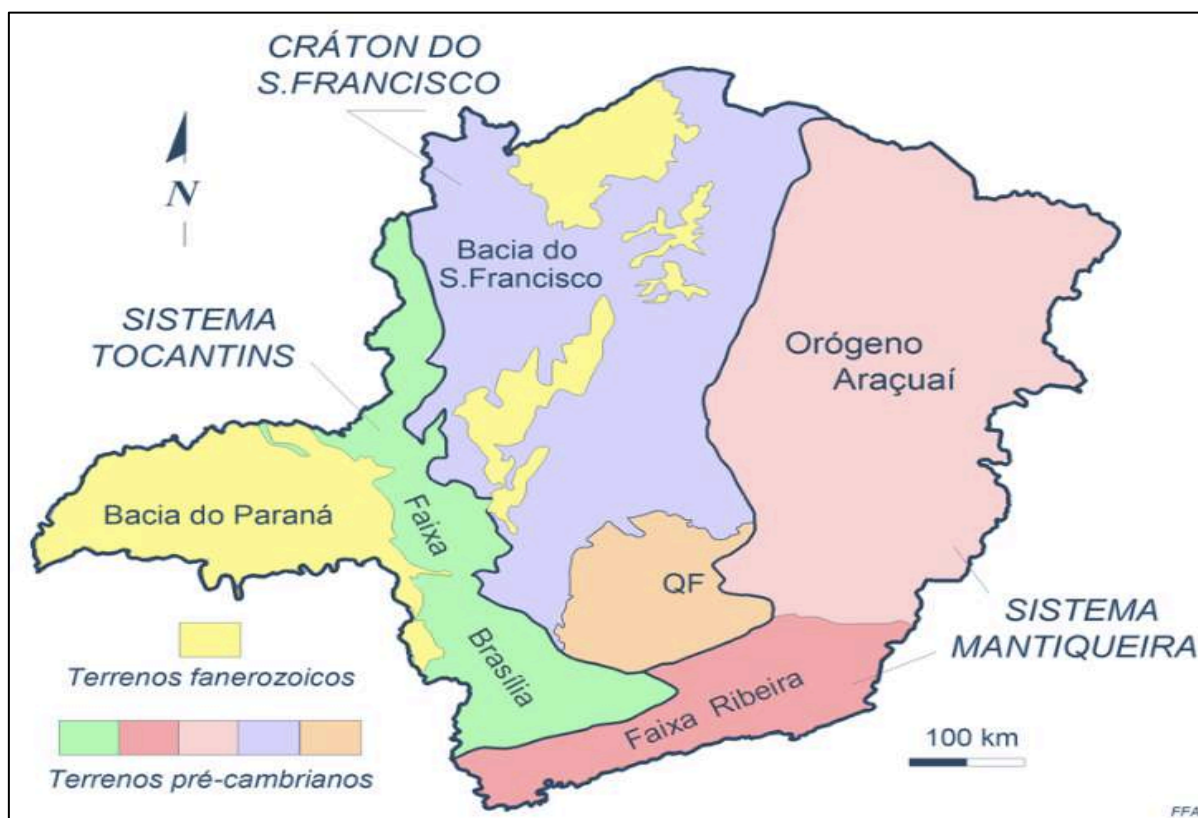 CRÁTON DO
S.FRANCISCO
N
Bacia do
S.Francisco
SISTEMA
TOCANTINS
Orógeno
Araçuaí
Bacia do Paraná
Faixa
Brasília
QF
SISTEMA
MANTIQUEIRA
Faixa Ribeira
Terrenos fanerozoicos
Terrenos pré-cambrianos
100 km
FFA